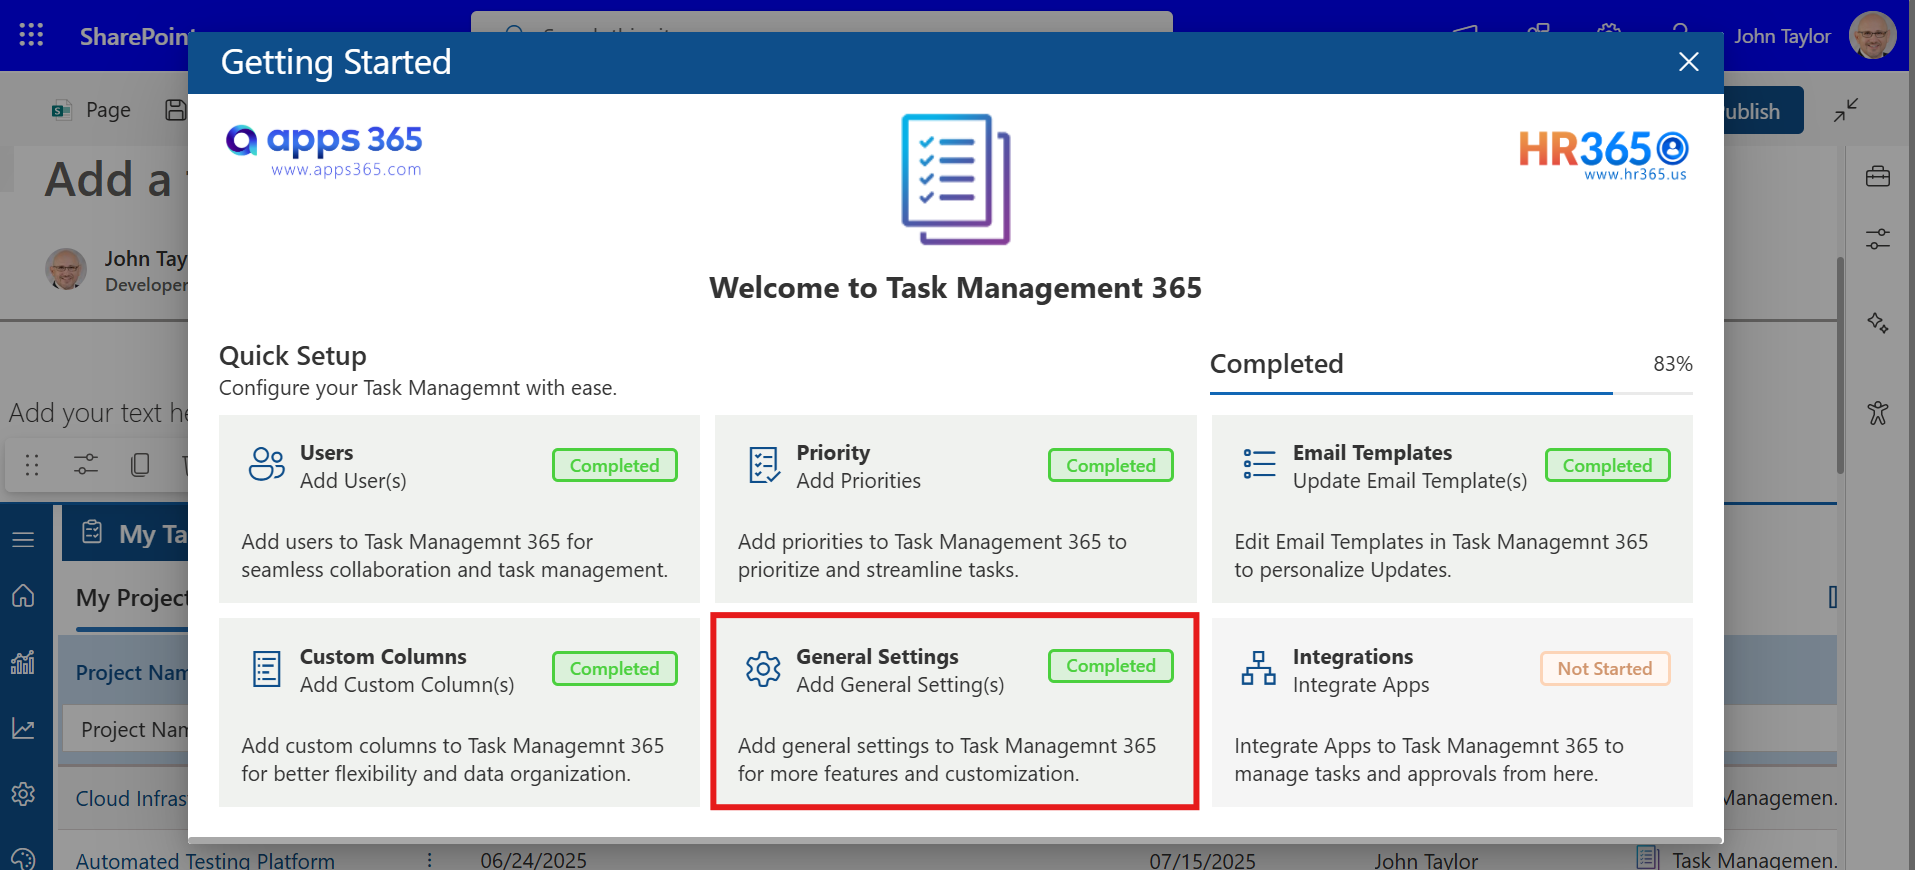 SharePoint
John Taylor
Getting Started
Page
ublish
apps 365
www.apps365.com
HR365
www.hr365.us
Add a
John Tay
Developer
Welcome to Task Management 365
Quick Setup
Configure your Task Managemnt with ease.
Completed
83%
Add your text he
Users
Add User(s)
Completed
Add users to Task Managemnt 365 for
seamless collaboration and task management.
Priority
Add Priorities
Completed
Add priorities to Task Management 365 to
prioritize and streamline tasks.
Email Templates
Update Email Template(s)
Completed
Edit Email Templates in Task Managemnt 365
to personalize Updates.
My Ta
My Project
Project Nam
Project Nam
Custom Columns
Add Custom Column(s)
Completed
Add custom columns to Task Managemnt 365
for better flexibility and data organization.
General Settings
Add General Setting(s)
Completed
Add general settings to Task Managemnt 365
for more features and customization.
Integrations
Integrate Apps
Not Started
Integrate Apps to Task Managemnt 365 to
manage tasks and approvals from here.
Cloud Infras
Managemen.
Automated Testing Platform
06/24/2025
07/15/2025
John Taylor
Task Managemen.